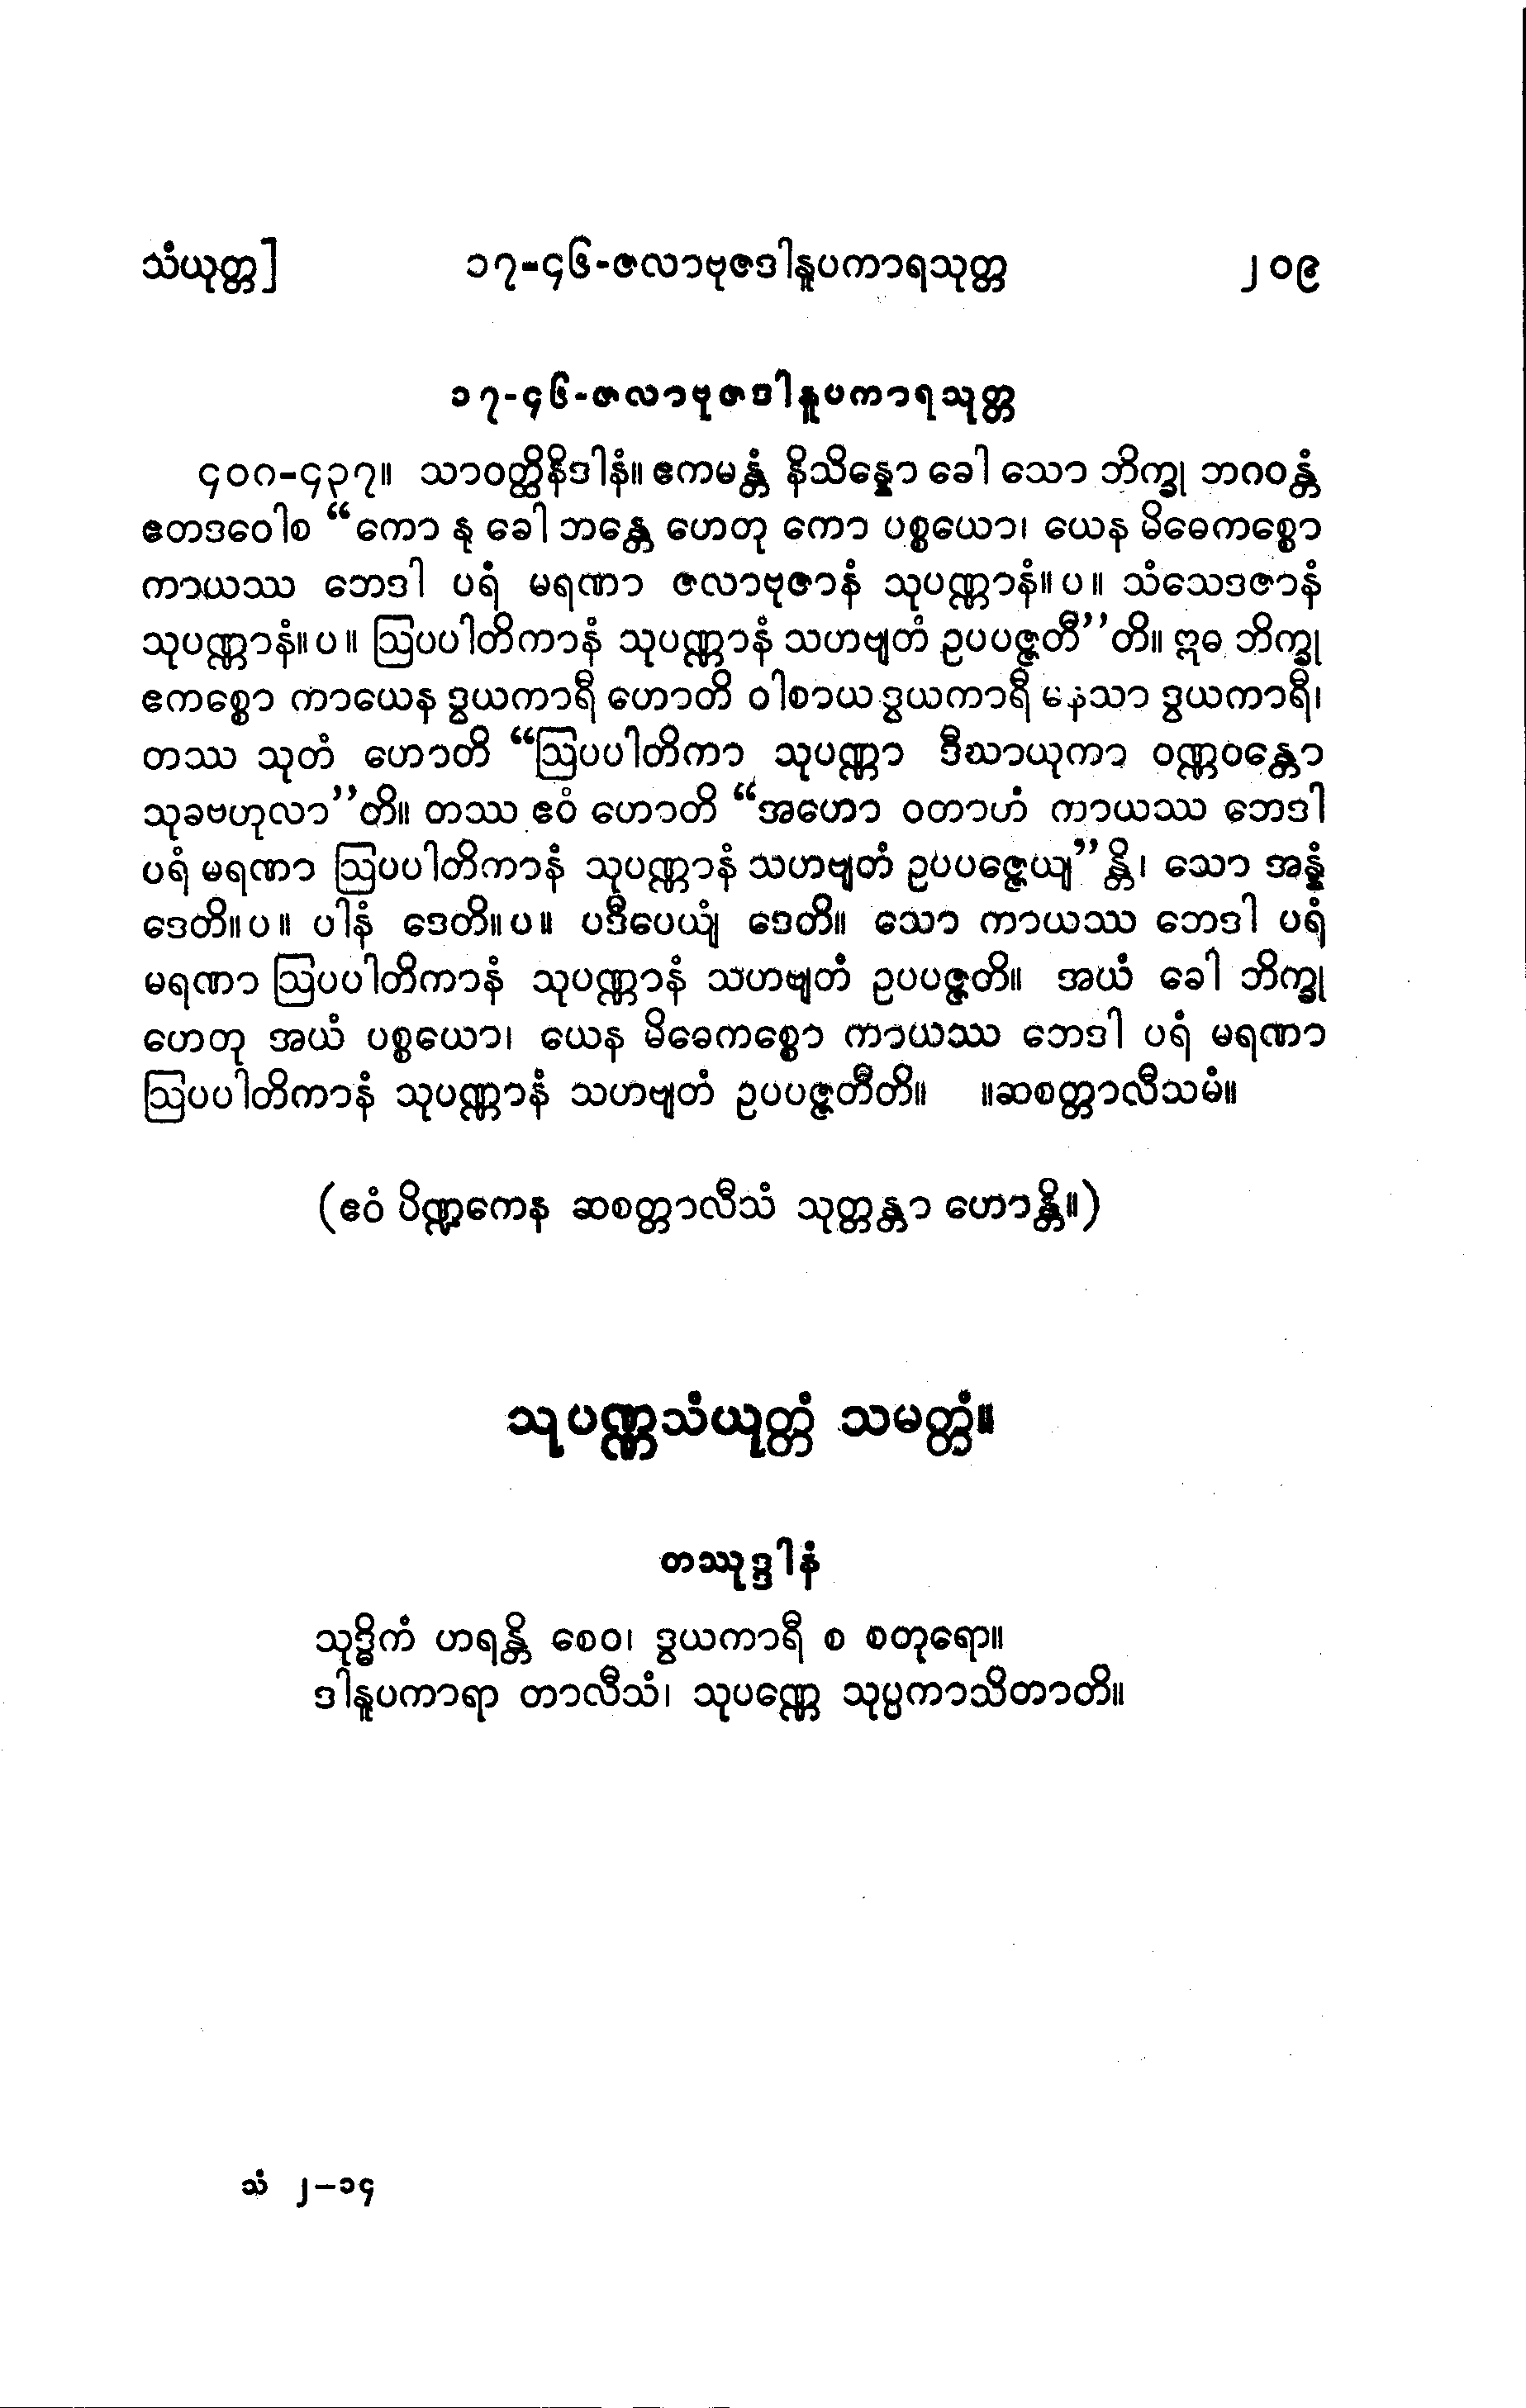 သံယုတ္တ] ၁၇-၄၆-ဇလာဗုဇဒါနူပကာရသုတ္တ ၂၀၉
၁၇-၄၆-ဇလာဗုဇဒါနူပကာရသုတ္တ
၄၀၈-၄၃၇။ သာဝတ္ထိနိဒါနံ။ ဧကမန္တံ နိသိန္နော ခေါ သော ဘိက္ခု ဘဂဝန္တံ
ဧတဒဝေါစ “ကော နု ခေါ ဘန္တေ ဟေတု ကော ပစ္စယော၊ ယေန မိဓေကစ္စော
ကာယဿ ဘေဒါ ပရံ မရဏာ ဇလာဗုဇာနံ သုပဏ္ဏာနံ။ပ။ သံသေဒဇာနံ
သုပဏ္ဏာနံ။ပ။ ဩပပါတိကာနံ သုပဏ္ဏာနံ သဟဗျတံ ဥပပဇ္ဇတီ”တိ။ ဣဓ ဘိက္ခု
ဧကစ္စော ကာယေန ဒွယကာရီ ဟောတိ ဝါစာယ ဒွယကာရီ မနသာ ဒွယကာရီ၊
တဿ သုတံ ဟောတိ “ဩပပါတိကာ သုပဏ္ဏာ ဒီဃာယုကာ ဝဏ္ဏဝန္တော
သုခဗဟုလာ”တိ။ တဿ ဧဝံ ဟောတိ “အဟော ဝတာဟံ ကာယဿ ဘေဒါ
ပရံ မရဏာ ဩပပါတိကာနံ သုပဏ္ဏာနံ သဟဗျတံ ဥပပဇ္ဇေယျ”န္တိ၊ သော အန္နံ
ဒေတိ။ပ။ ပါနံ ဒေတိ။ပ။ ပဒီပေယျံ ဒေတိ။ သော ကာယဿ ဘေဒါ ပရံ
မရဏာ ဩပပါတိကာနံ သုပဏ္ဏာနံ သဟဗျတံ ဥပပဇ္ဇတိ။ အယံ ခေါ ဘိက္ခု
ဟေတု အယံ ပစ္စယော၊ ယေန မိဓေကစ္စော ကာယဿ ဘေဒါ ပရံ မရဏာ
ဩပပါတိကာနံ သုပဏ္ဏာနံ သဟဗျတံ ဥပပဇ္ဇတီတိ။ ။ဆစတ္တာလီသမံ။
(ဧဝံ ပိဏ္ဍကေန ဆစတ္တာလီသံ သုတ္တန္တာ ဟောန္တိ။)
သုပဏ္ဏသံယုတ္တံ သမတ္တံ။
တဿုဒ္ဒါနံ
သုဒ္ဓိကံ ဟရန္တိ စေဝ၊ ဒွယကာရီ စ စတုရော။
ဒါနူပကာရာ တာလီသံ၊ သုပဏ္ဏေ သုပ္ပကာသိတာတိ။
သံ ၂–၁၄